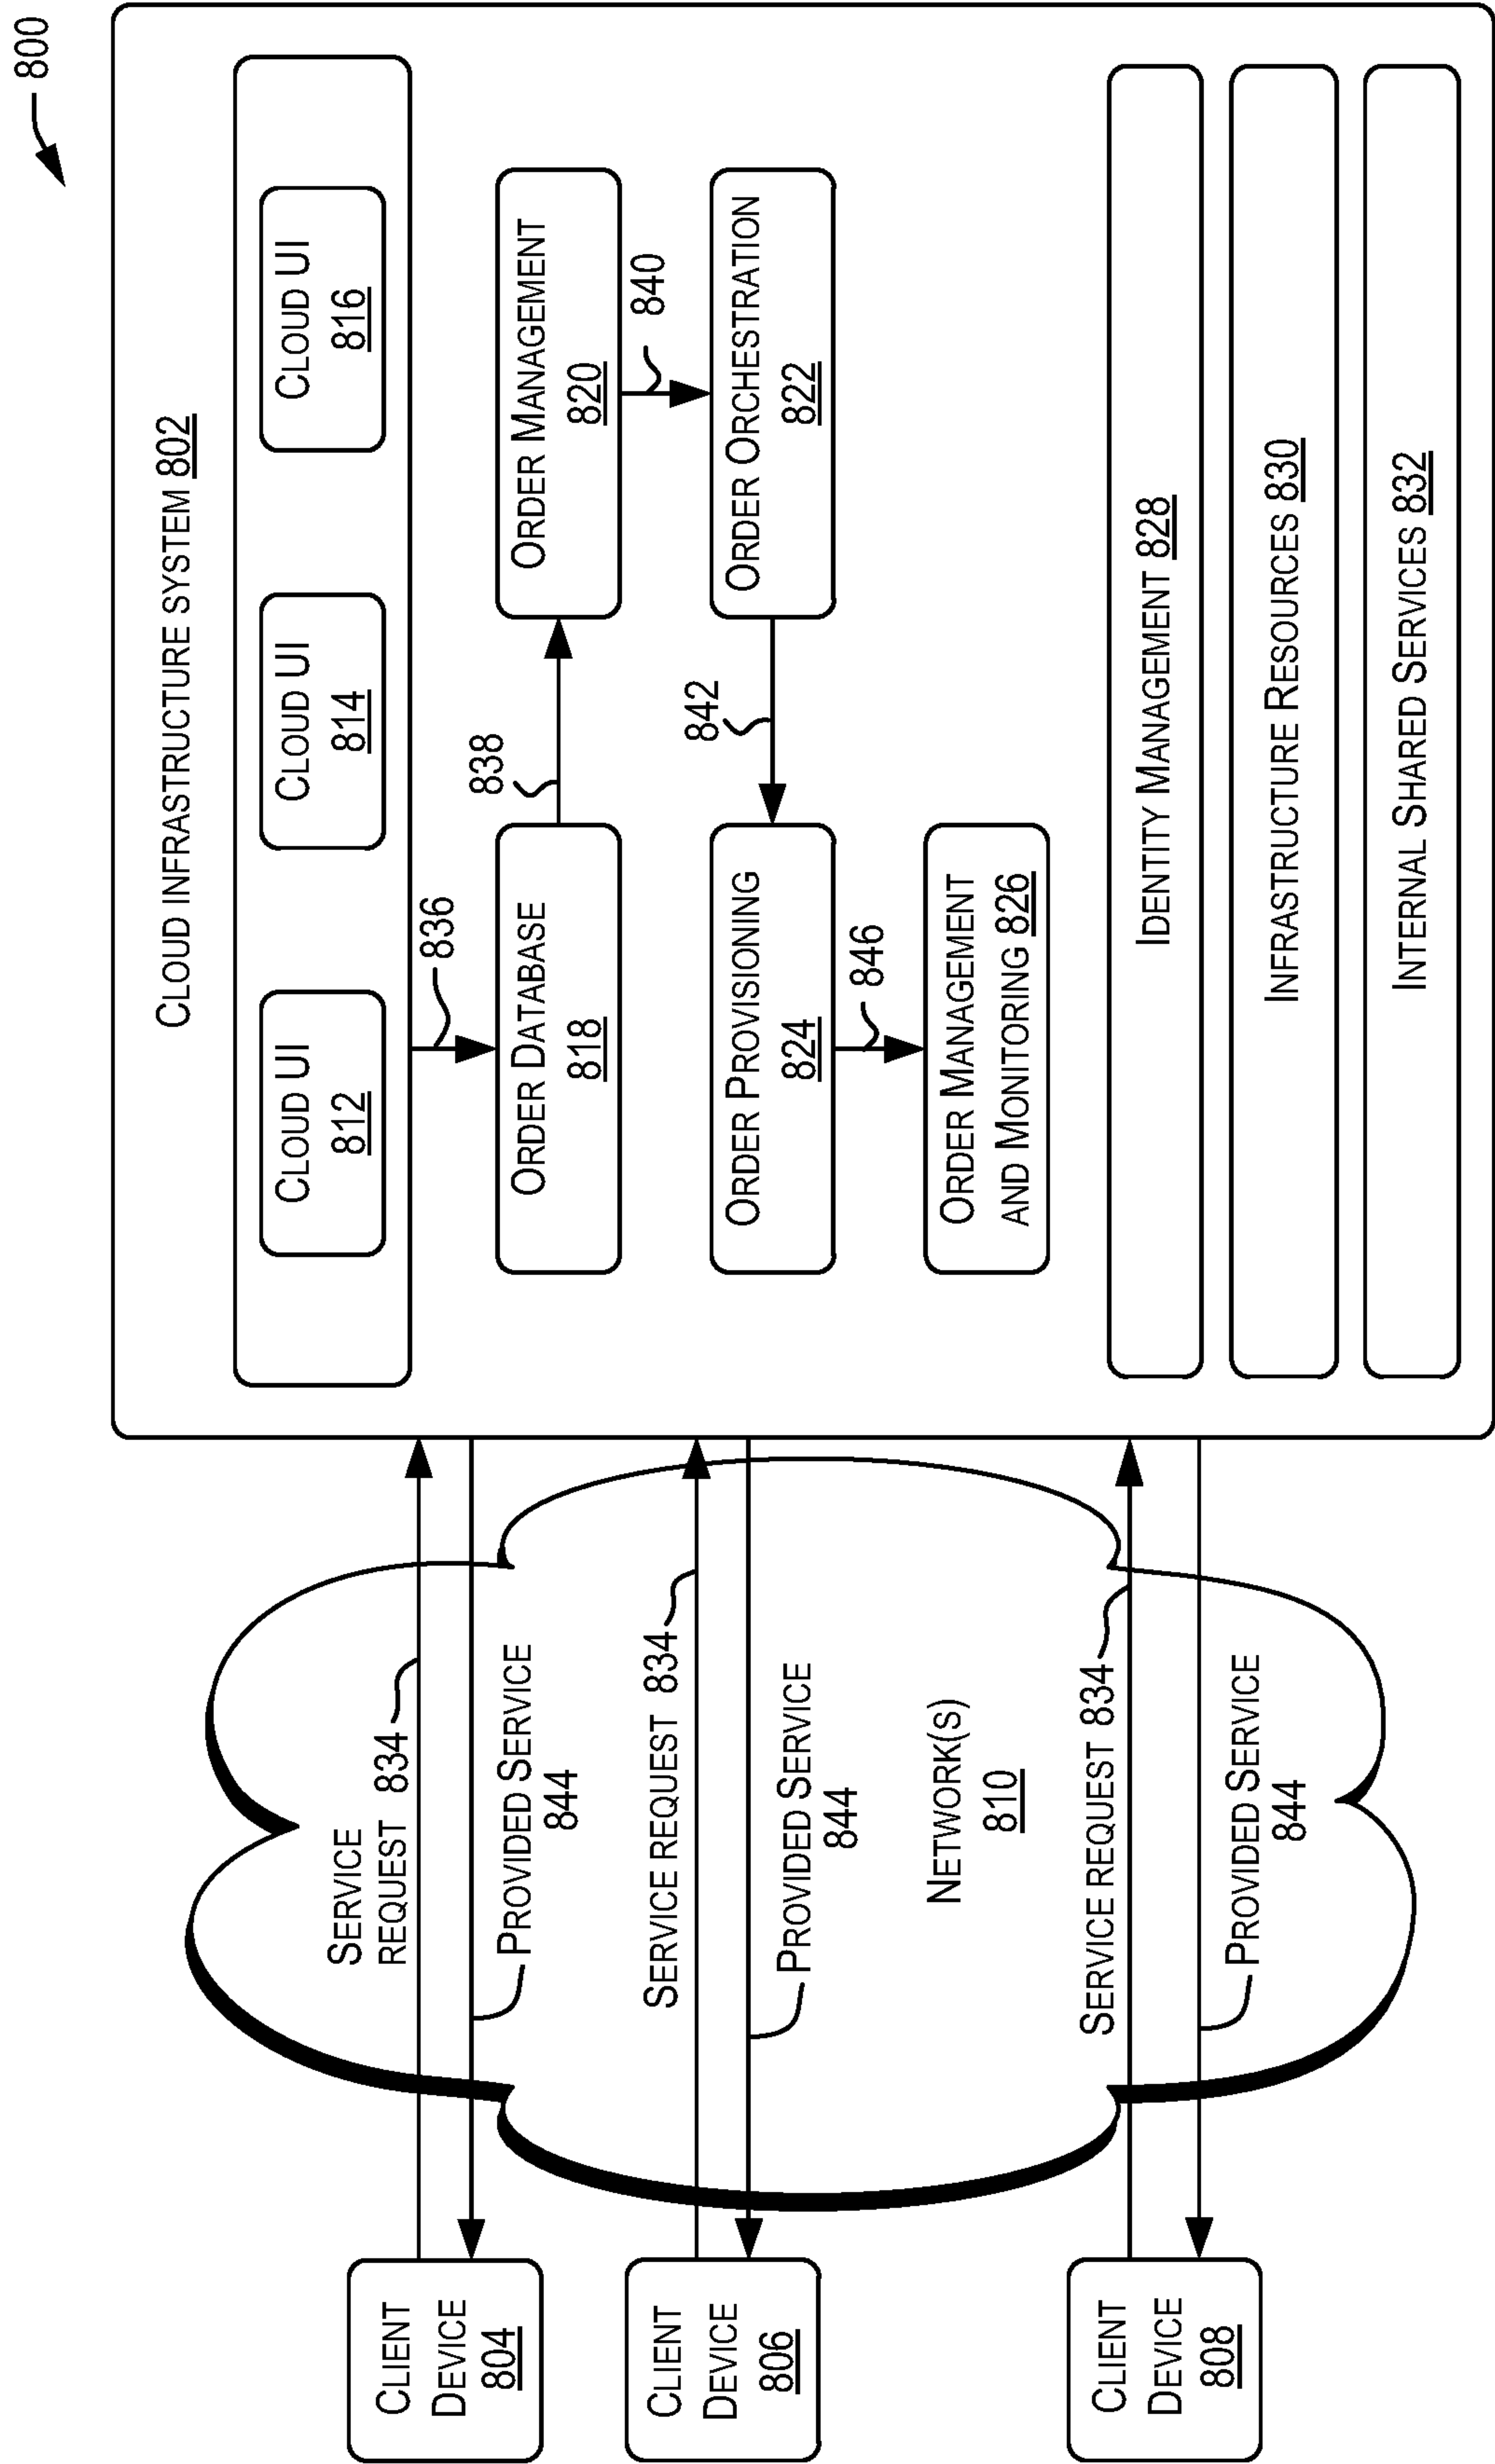 800
CLOUD INFRASTRUCTURE SYSTEM 802
CLOUD UI
812
CLOUD UI
814
CLOUD UI
816
836
ORDER DATABASE
818
838
ORDER MANAGEMENT
820
840
ORDER PROVISIONING
824
842
ORDER ORCHESTRATION
822
846
ORDER MANAGEMENT
AND MONITORING 826
IDENTITY MANAGEMENT 828
INFRASTRUCTURE RESOURCES 830
INTERNAL SHARED SERVICES 832
CLIENT
DEVICE
804
SERVICE
REQUEST 834
PROVIDED SERVICE
844
CLIENT
DEVICE
806
SERVICE REQUEST 834
PROVIDED SERVICE
844
NETWORK(S)
810
CLIENT
DEVICE
808
SERVICE REQUEST 834
PROVIDED SERVICE
844